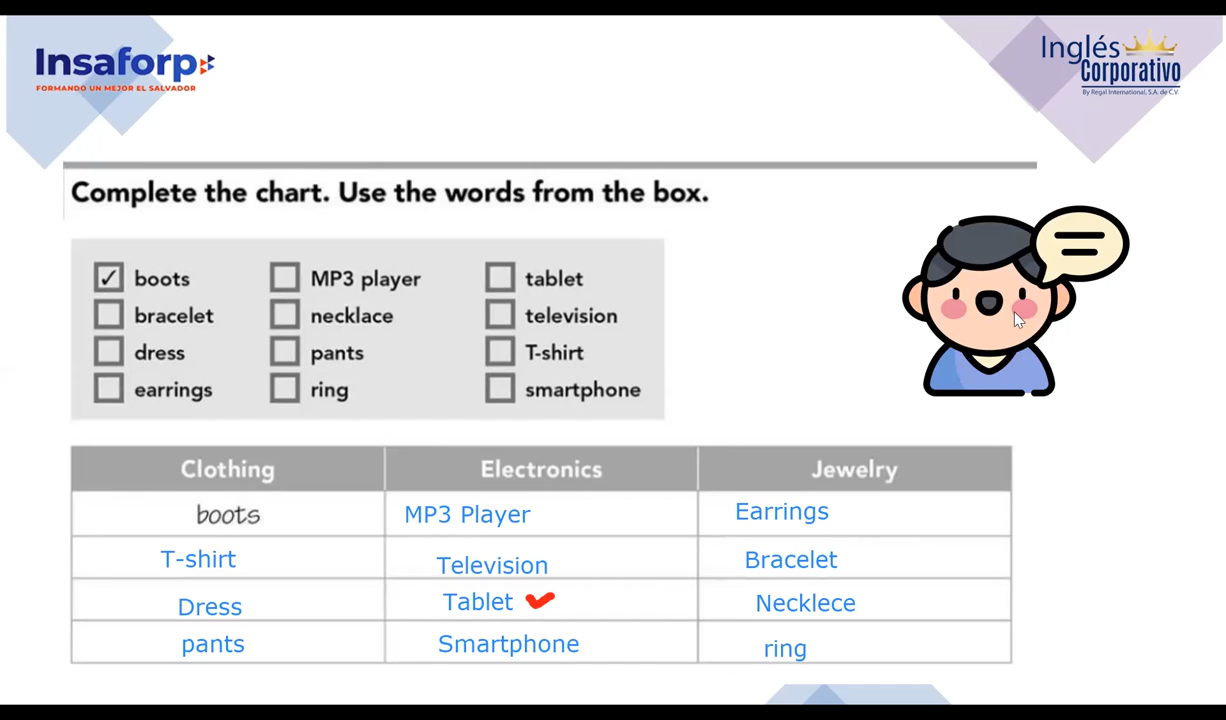 Insaforp
FORMANDO UN MEJOR EL SALVADOR
Inglés
Corporativo
By Regal International, S.A. de C.V.
Complete the chart. Use the words from the box.
✓ boots MP3 player tablet
bracelet necklace television
dress pants T-shirt
earrings ring smartphone
Clothing Electronics Jewelry
boots MP3 Player Earrings
T-shirt Television Bracelet
Dress Tablet Necklece
pants Smartphone ring